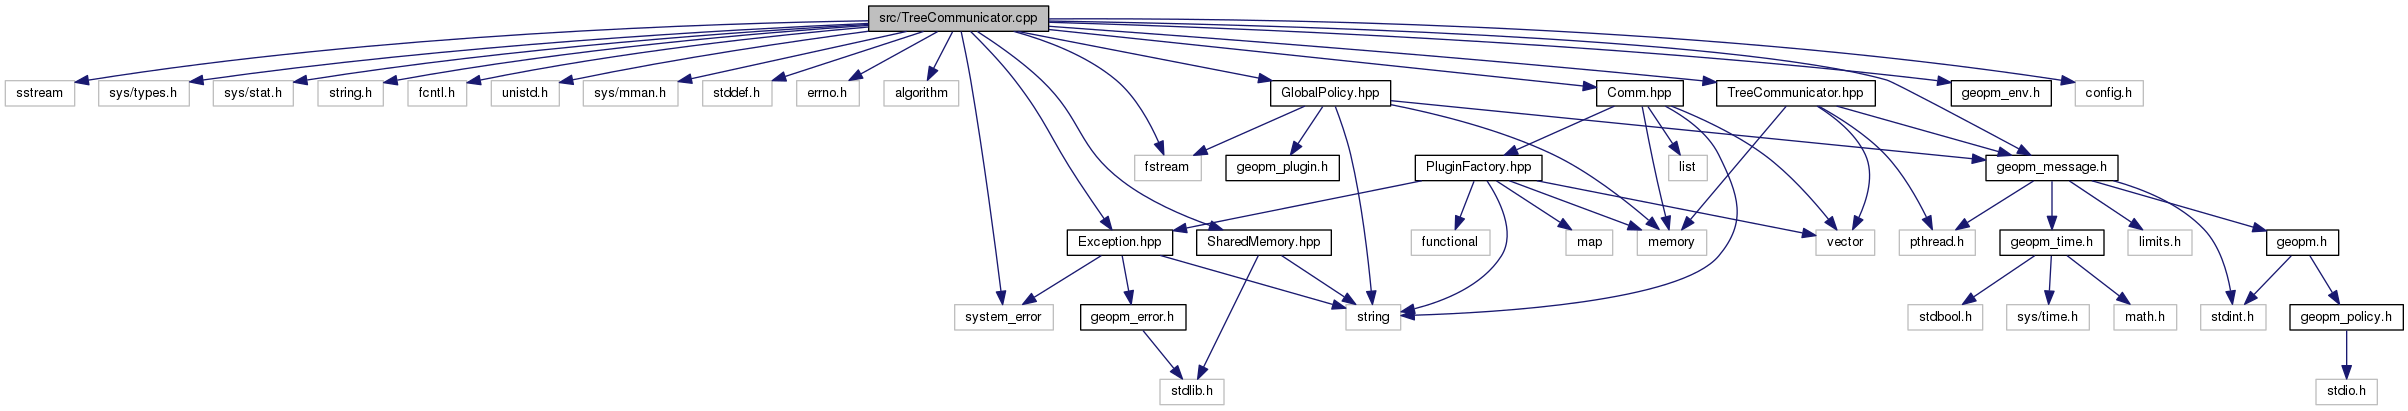 src/TreeCommunicator.cpp
sstream
sys/types.h
sys/stat.h
string.h
fcntl.h
unistd.h
sys/mman.h
stddef.h
errno.h
algorithm
GlobalPolicy.hpp
Comm.hpp
TreeCommunicator.hpp
geopm_env.h
config.h
fstream
geopm_plugin.h
PluginFactory.hpp
list
geopm_message.h
Exception.hpp
SharedMemory.hpp
functional
map
memory
vector
pthread.h
geopm_time.h
limits.h
geopm.h
system_error
geopm_error.h
string
stdbool.h
sys/time.h
math.h
stdint.h
geopm_policy.h
stdlib.h
stdio.h